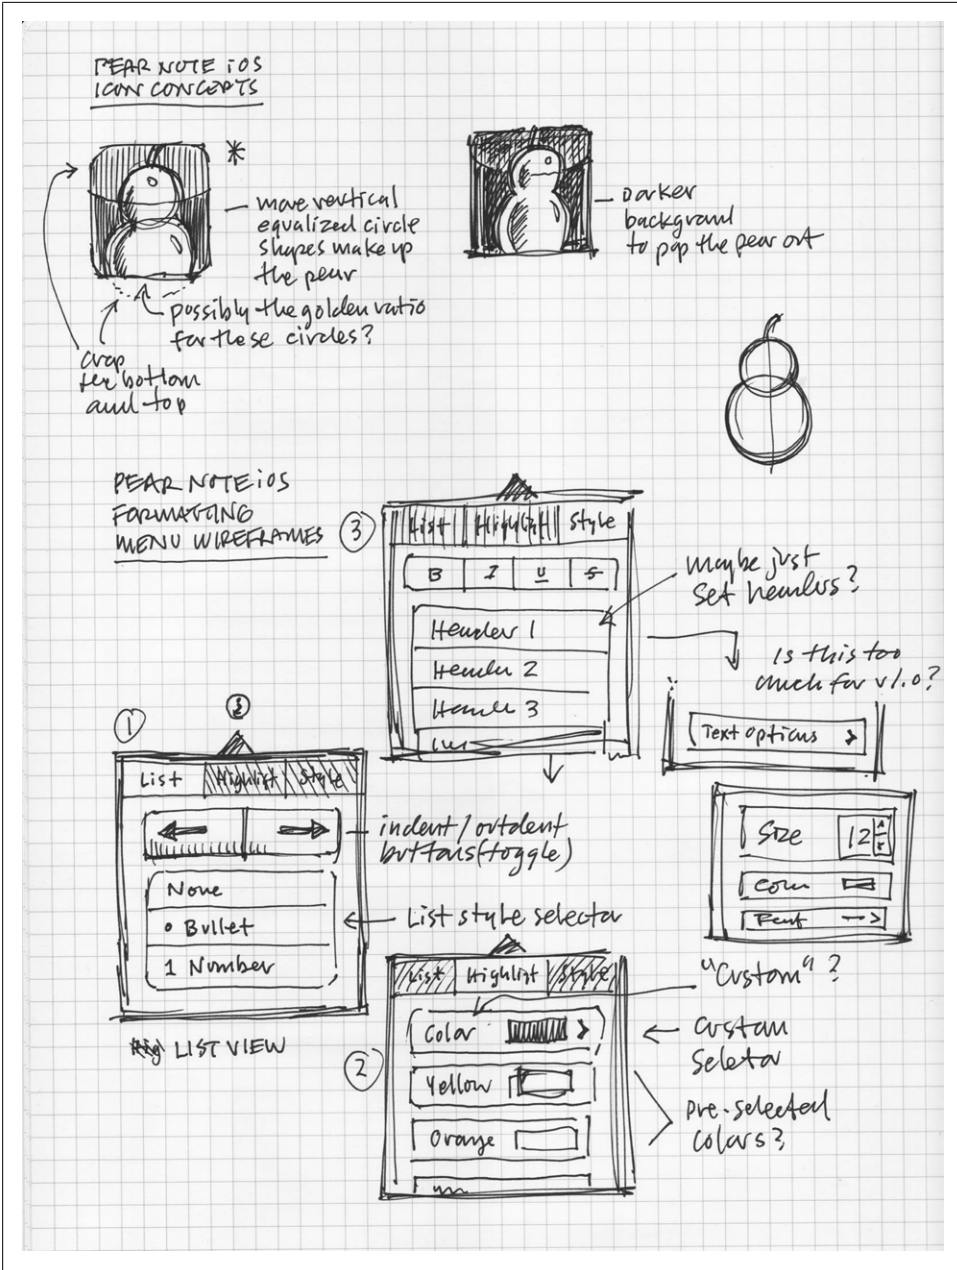 PEAR NOTE iOS
ICON CONCEPTS
*
more vertical
equalized circle
shapes make up
the pear
possibly the golden ratio
for these circles?
crop
the bottom
and top
Darker
background
to pop the pear out
PEAR NOTE iOS
FORMATTING
MENU WIREFRAMES
3
List Highlight Style
B I U S
Header 1
Header 2
Header 3
maybe just
set headers?
Is this too
much for v1.0?
Text options >
Size 12
Color
Font -->
1
List Highlight Style
indent/outdent
buttons (toggle)
None
• Bullet
1 Number
List style selector
LIST VIEW
2
List Highlight Style
Color >
Yellow
Orange
"Custom"?
Custom
Selector
pre-selected
colors?